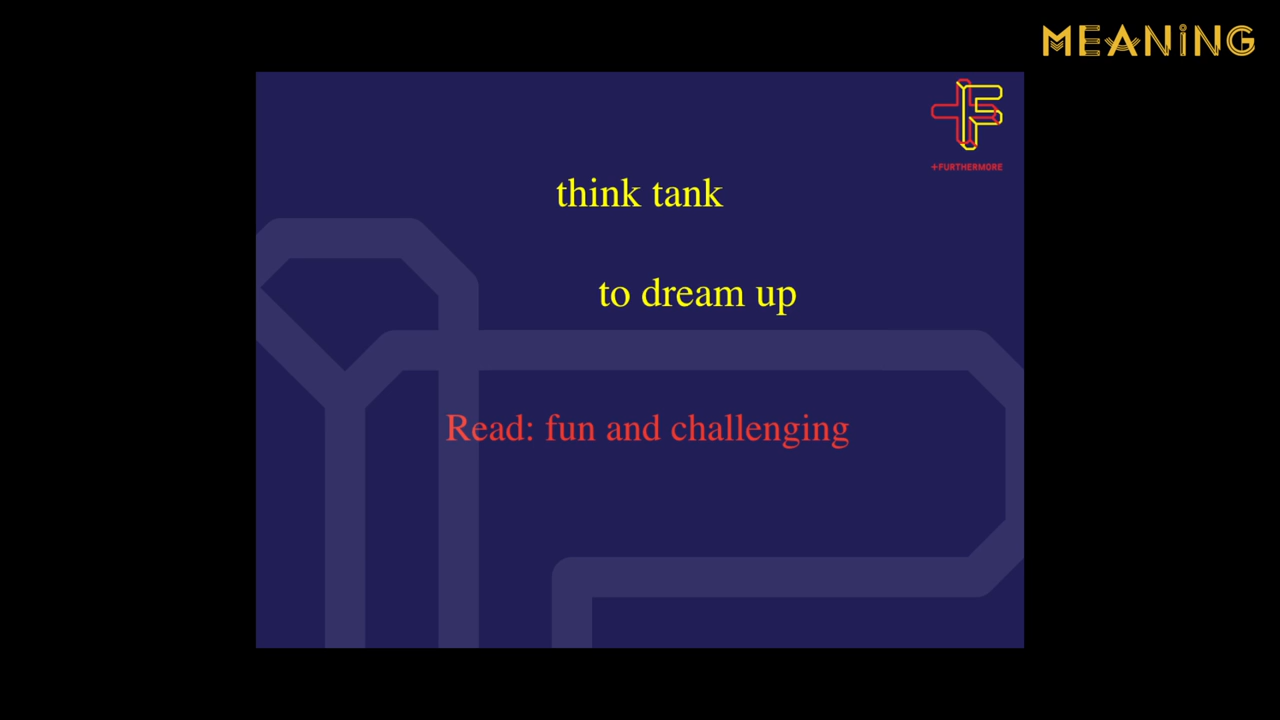 MEANiNG
+FURTHERMORE
think tank
to dream up
Read: fun and challenging